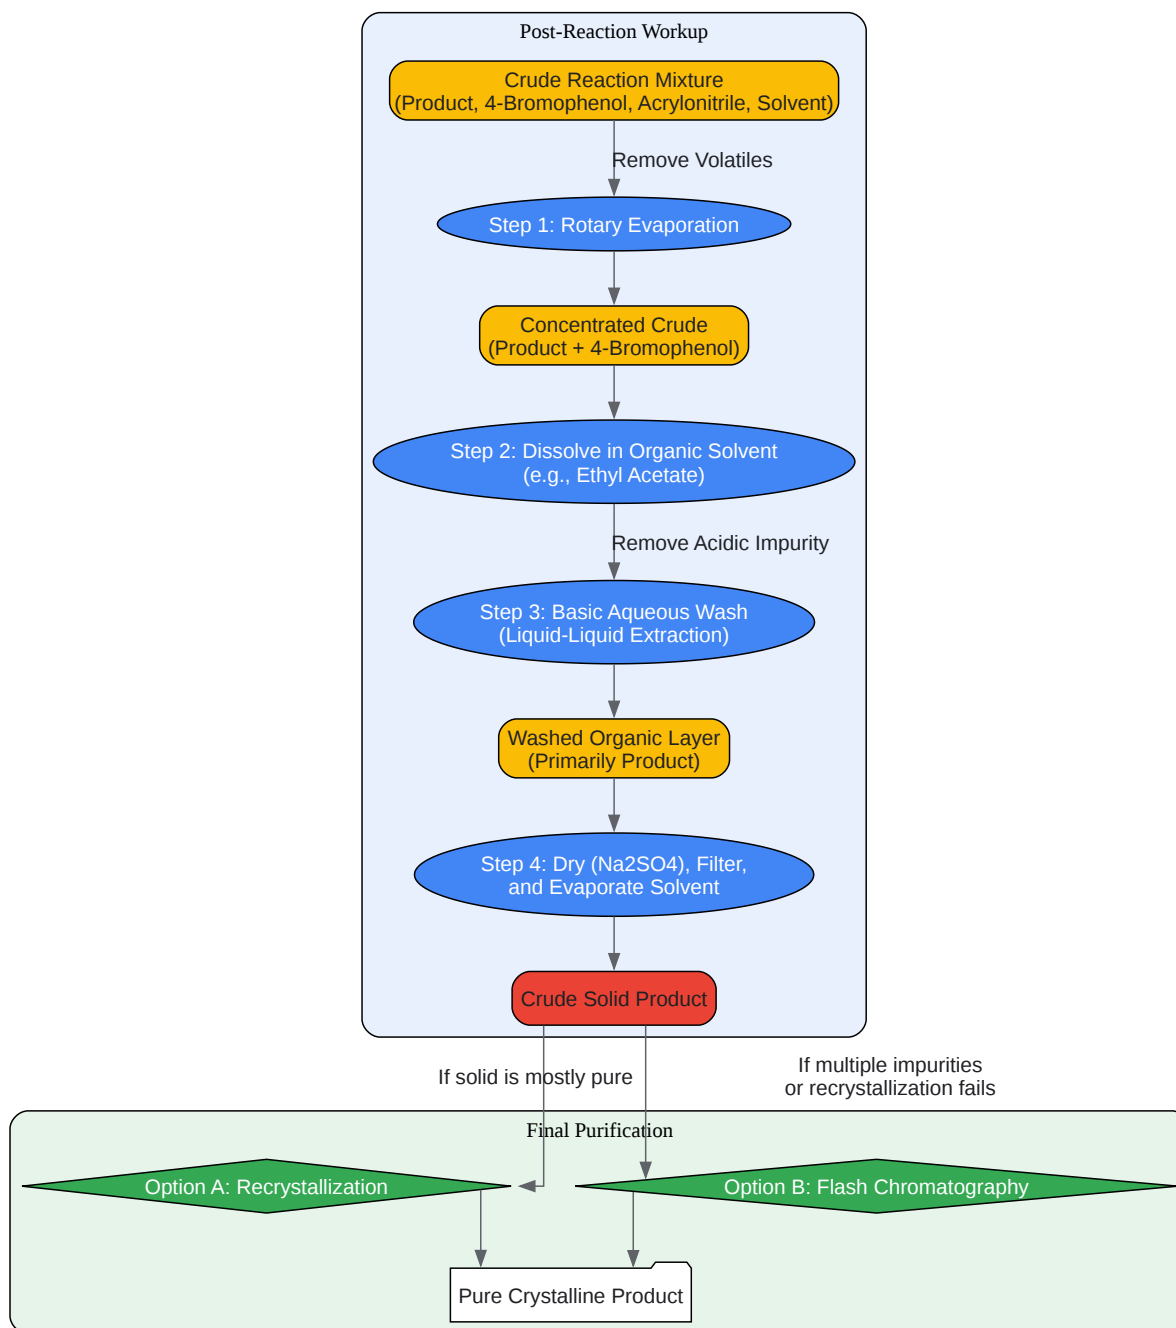 Post-Reaction Workup
Crude Reaction Mixture
(Product, 4-Bromophenol, Acrylonitrile, Solvent)
Remove Volatiles
Step 1: Rotary Evaporation
Concentrated Crude
(Product + 4-Bromophenol)
Step 2: Dissolve in Organic Solvent
(e.g., Ethyl Acetate)
Remove Acidic Impurity
Step 3: Basic Aqueous Wash
(Liquid-Liquid Extraction)
Washed Organic Layer
(Primarily Product)
Step 4: Dry (Na2SO4), Filter,
and Evaporate Solvent
Crude Solid Product
If solid is mostly pure
If multiple impurities
or recrystallization fails
Final Purification
Option A: Recrystallization
Option B: Flash Chromatography
Pure Crystalline Product